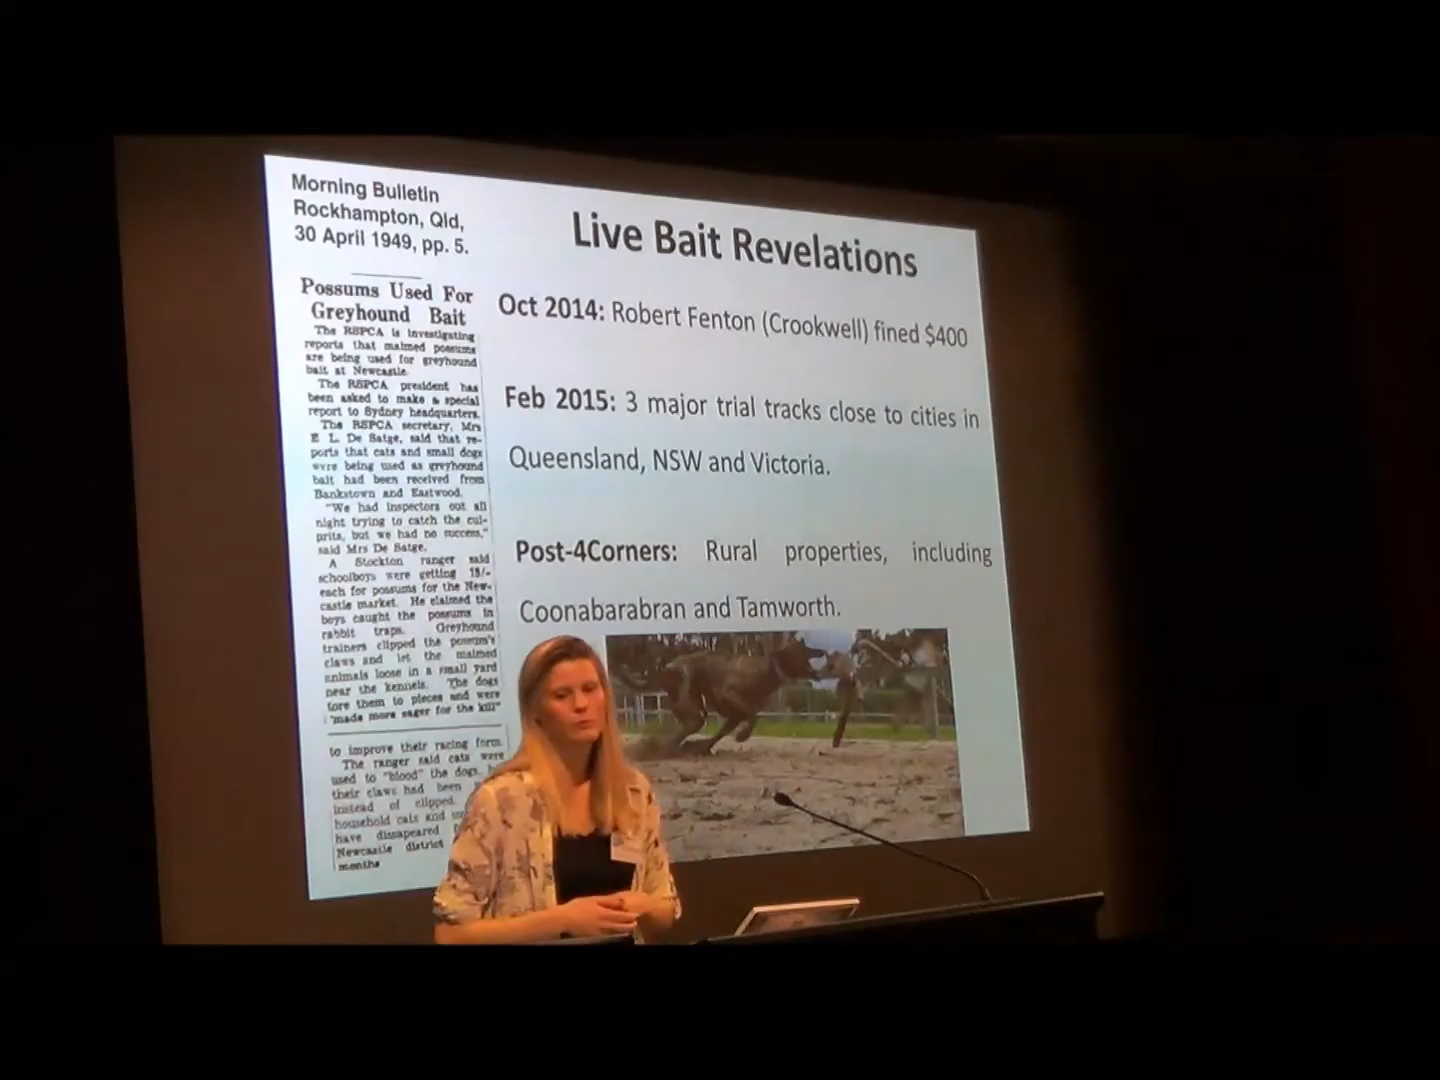 Morning Bulletin
Rockhampton, Qld,
30 April 1949, pp. 5.
Possums Used For
Greyhound Bait
The RSPCA is investigating
reports that maimed possums
are being used for greyhound
bait at Newcastle.
The RSPCA president has
been asked to make a special
report to Sydney headquarters.
The RSPCA secretary, Mrs
E L. De Satge, said that re-
ports that cats and small dogs
were being used as greyhound
bait had been received from
Bankstown and Eastwood.
"We had inspectors out all
night trying to catch the cul-
prits, but we had no success,"
said Mrs De Satge.
A Stockton ranger said
schoolboys were getting 15/-
each for possums for the New-
castle market. He claimed the
boys caught the possums in
rabbit traps. Greyhound
trainers clipped the possum's
claws and let the maimed
animals loose in a small yard
near the kennels. The dogs
tore them to pieces and were
"made more eager for the kill"
to improve their racing form.
The ranger said cats were
used to "blood" the dogs,
their claws had been
instead of clipped.
household cats and
have dissapeared
Newcastle district
months
Live Bait Revelations
Oct 2014: Robert Fenton (Crookwell) fined $400
Feb 2015: 3 major trial tracks close to cities in
Queensland, NSW and Victoria.
Post-4Corners: Rural properties, including
Coonabarabran and Tamworth.